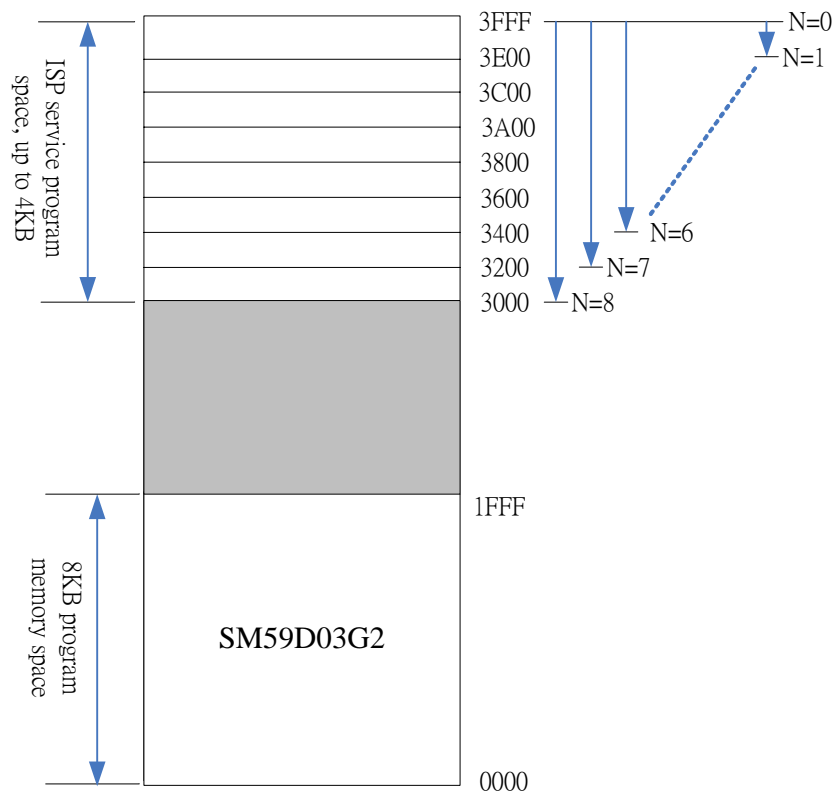 3FFF
N=0
3E00
N=1
3C00
3A00
3800
3600
3400
N=6
3200
N=7
3000
N=8
ISP service program
space, up to 4KB
1FFF
8KB program
memory space
SM59D03G2
0000